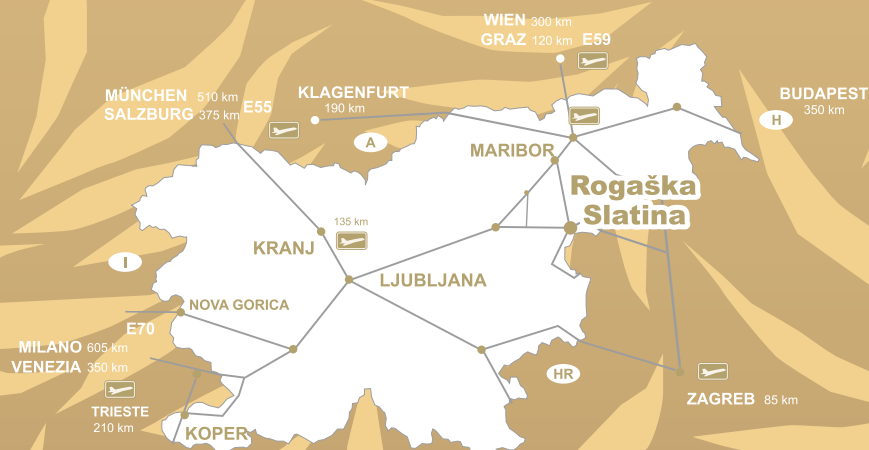 WIEN 300 km
GRAZ 120 km E59
MÜNCHEN 510 km
SALZBURG 375 km E55
KLAGENFURT
190 km
BUDAPEST
350 km
H
A
MARIBOR
Rogaška
Slatina
135 km
KRANJ
I
LJUBLJANA
NOVA GORICA
E70
MILANO 605 km
VENEZIA 350 km
HR
TRIESTE
210 km
ZAGREB 85 km
KOPER